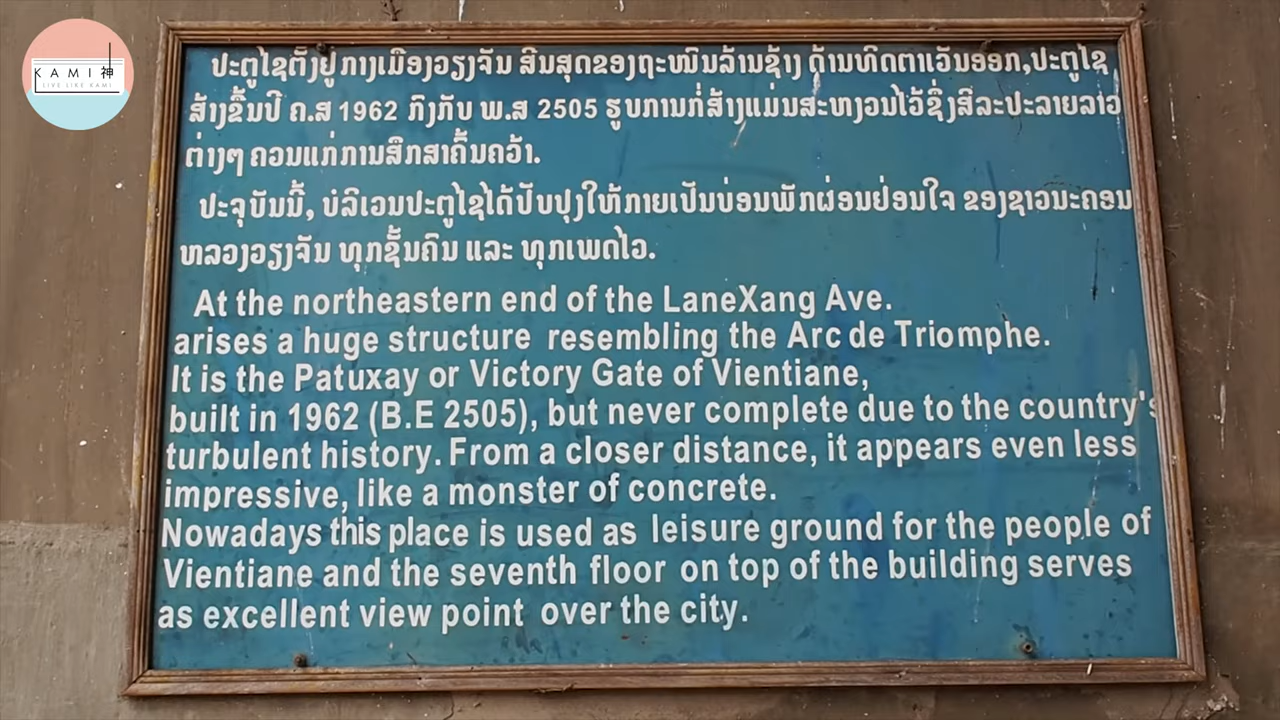 KAMI神
LIVE LIKE KAMI
ປະຕູໄຊຕັ້ງຢູ່ກາງເມືອງວຽງຈັນ ສິ້ນສຸດຂອງຖະໜົນລ້ານຊ້າງ ດ້ານທິດຕາເວັນອອກ,ປະຕູໄຊ
ສ້າງຂຶ້ນປີ ຄ.ສ 1962 ກົງກັບ ພ.ສ 2505 ຮູບການກໍ່ສ້າງແມ່ນສະຫງວນໄວ້ຊຶ່ງສິລະປະລາຍລາວ
ຕ່າງໆ ຄວນແກ່ການສຶກສາຄົ້ນຄວ້າ.
ປະຈຸບັນນີ້, ບໍລິເວນປະຕູໄຊໄດ້ປັບປຸງໃຫ້ກາຍເປັນບ່ອນພັກຜ່ອນຢ່ອນໃຈ ຂອງຊາວນະຄອນ
ຫລວງວຽງຈັນ ທຸກຊັ້ນຄົນ ແລະ ທຸກເພດໄວ.
At the northeastern end of the LaneXang Ave.
arises a huge structure resembling the Arc de Triomphe.
It is the Patuxay or Victory Gate of Vientiane,
built in 1962 (B.E 2505), but never complete due to the country's
turbulent history. From a closer distance, it appears even less
impressive, like a monster of concrete.
Nowadays this place is used as leisure ground for the people of
Vientiane and the seventh floor on top of the building serves
as excellent view point over the city.